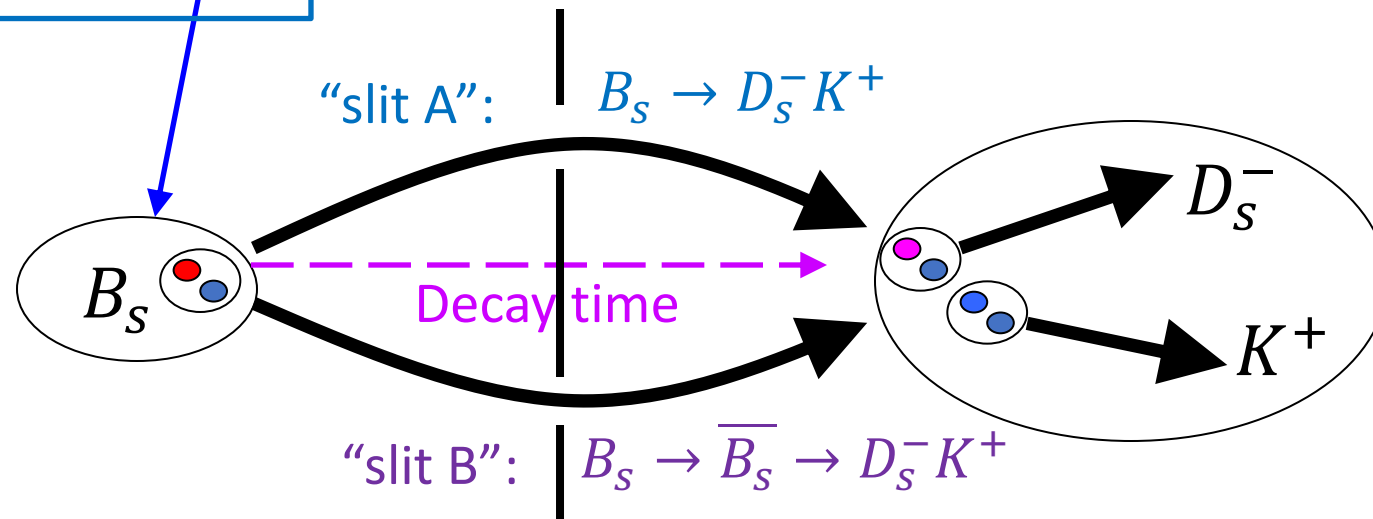 “slit A”: B_s → D_s^- K^+
B_s
Decay time
D_s^-
K^+
“slit B”: B_s → \overline{B_s} → D_s^- K^+